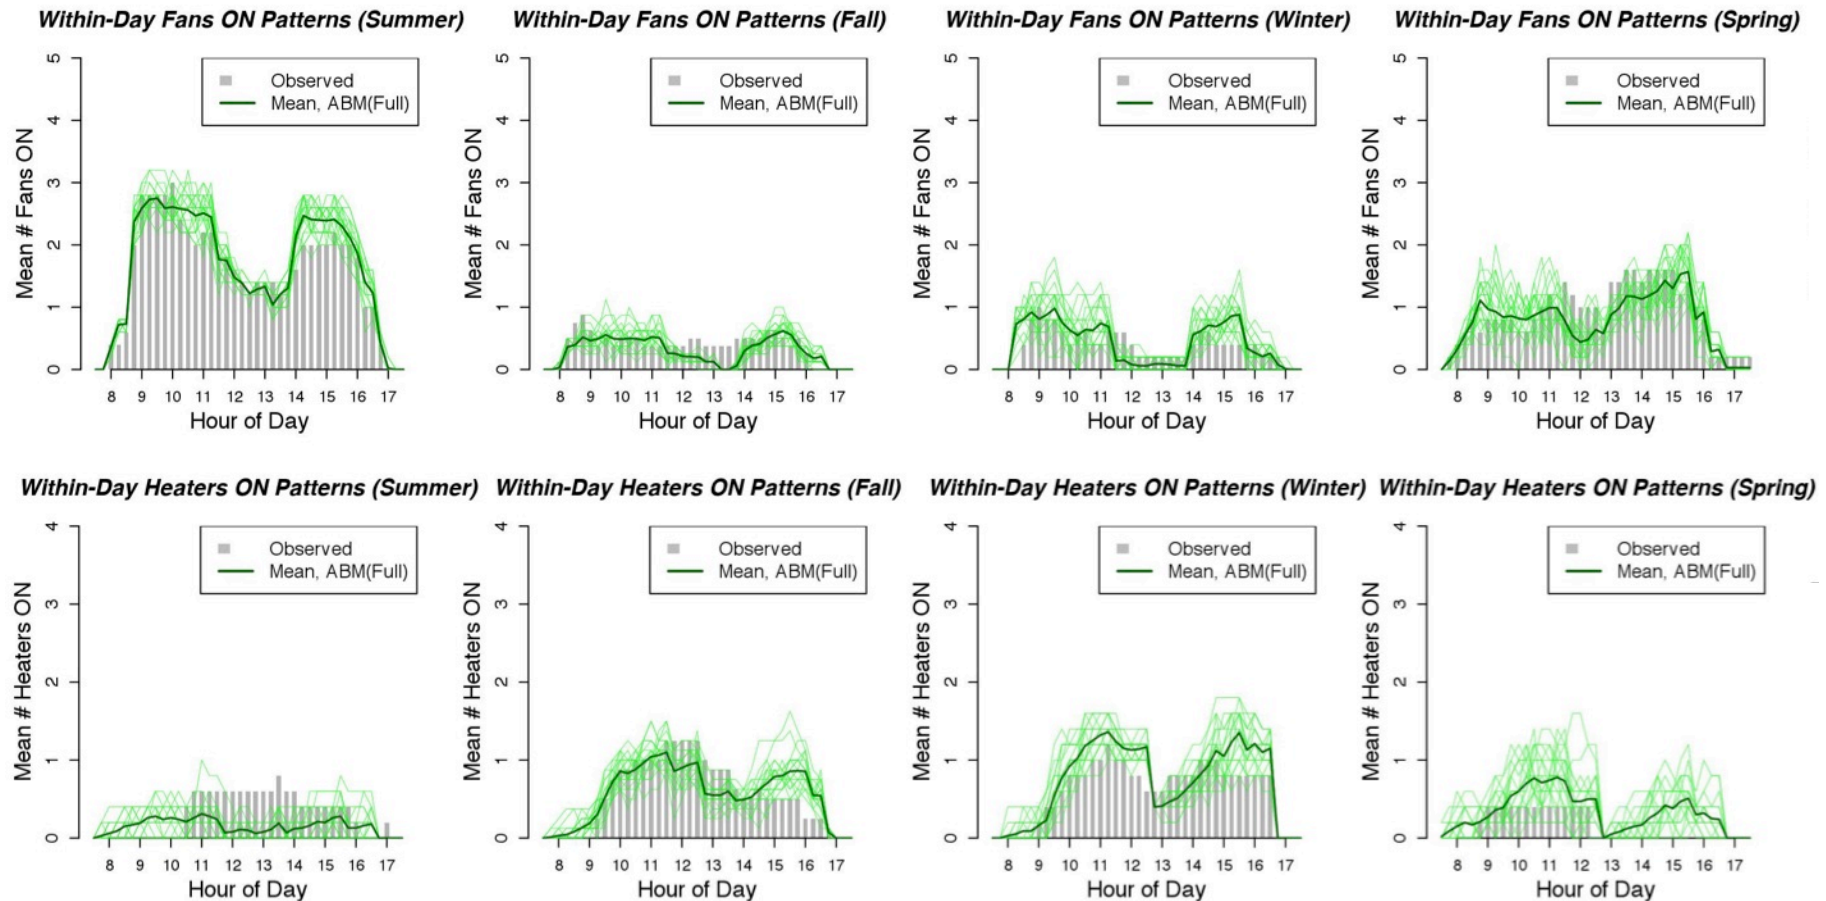 Within-Day Fans ON Patterns (Summer)
5
4
3
2
1
0
Mean # Fans ON
Observed
Mean, ABM(Full)
8 9 10 11 12 13 14 15 16 17
Hour of Day
Within-Day Fans ON Patterns (Fall)
5
4
3
2
1
0
Mean # Fans ON
Observed
Mean, ABM(Full)
8 9 10 11 12 13 14 15 16 17
Hour of Day
Within-Day Fans ON Patterns (Winter)
5
4
3
2
1
0
Mean # Fans ON
Observed
Mean, ABM(Full)
8 9 10 11 12 13 14 15 16 17
Hour of Day
Within-Day Fans ON Patterns (Spring)
5
4
3
2
1
0
Mean # Fans ON
Observed
Mean, ABM(Full)
8 9 10 11 12 13 14 15 16 17
Hour of Day
Within-Day Heaters ON Patterns (Summer)
4
3
2
1
0
Mean # Heaters ON
Observed
Mean, ABM(Full)
8 9 10 11 12 13 14 15 16 17
Hour of Day
Within-Day Heaters ON Patterns (Fall)
4
3
2
1
0
Mean # Heaters ON
Observed
Mean, ABM(Full)
8 9 10 11 12 13 14 15 16 17
Hour of Day
Within-Day Heaters ON Patterns (Winter)
4
3
2
1
0
Mean # Heaters ON
Observed
Mean, ABM(Full)
8 9 10 11 12 13 14 15 16 17
Hour of Day
Within-Day Heaters ON Patterns (Spring)
4
3
2
1
0
Mean # Heaters ON
Observed
Mean, ABM(Full)
8 9 10 11 12 13 14 15 16 17
Hour of Day